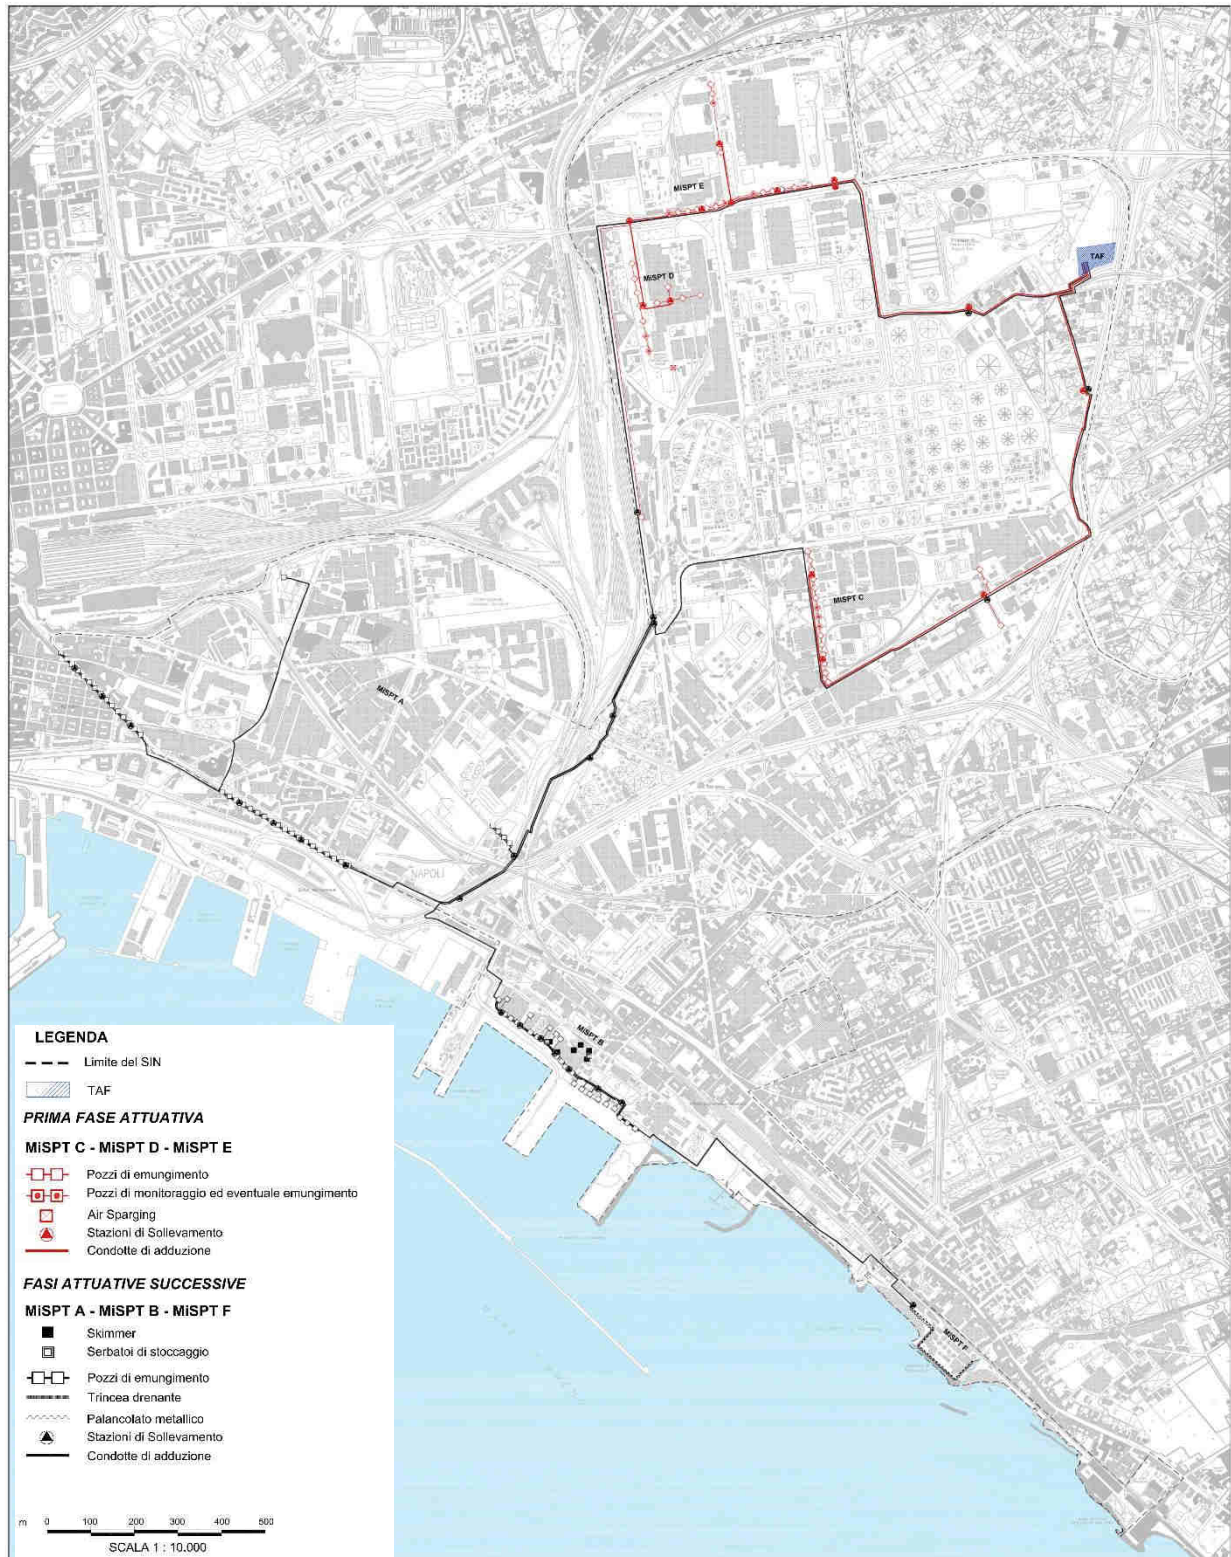 MiSPT E
MiSPT D
TAF
MiSPT C
MiSPT A
NAPOLI
MiSPT B
MiSPT F
LEGENDA
Limite del SIN
TAF
PRIMA FASE ATTUATIVA
MiSPT C - MiSPT D - MiSPT E
Pozzi di emungimento
Pozzi di monitoraggio ed eventuale emungimento
Air Sparging
Stazioni di Sollevamento
Condotte di adduzione
FASI ATTUATIVE SUCCESSIVE
MiSPT A - MiSPT B - MiSPT F
Skimmer
Serbatoi di stoccaggio
Pozzi di emungimento
Trincea drenante
Palancolato metallico
Stazioni di Sollevamento
Condotte di adduzione
m 0 100 200 300 400 500
SCALA 1 : 10.000